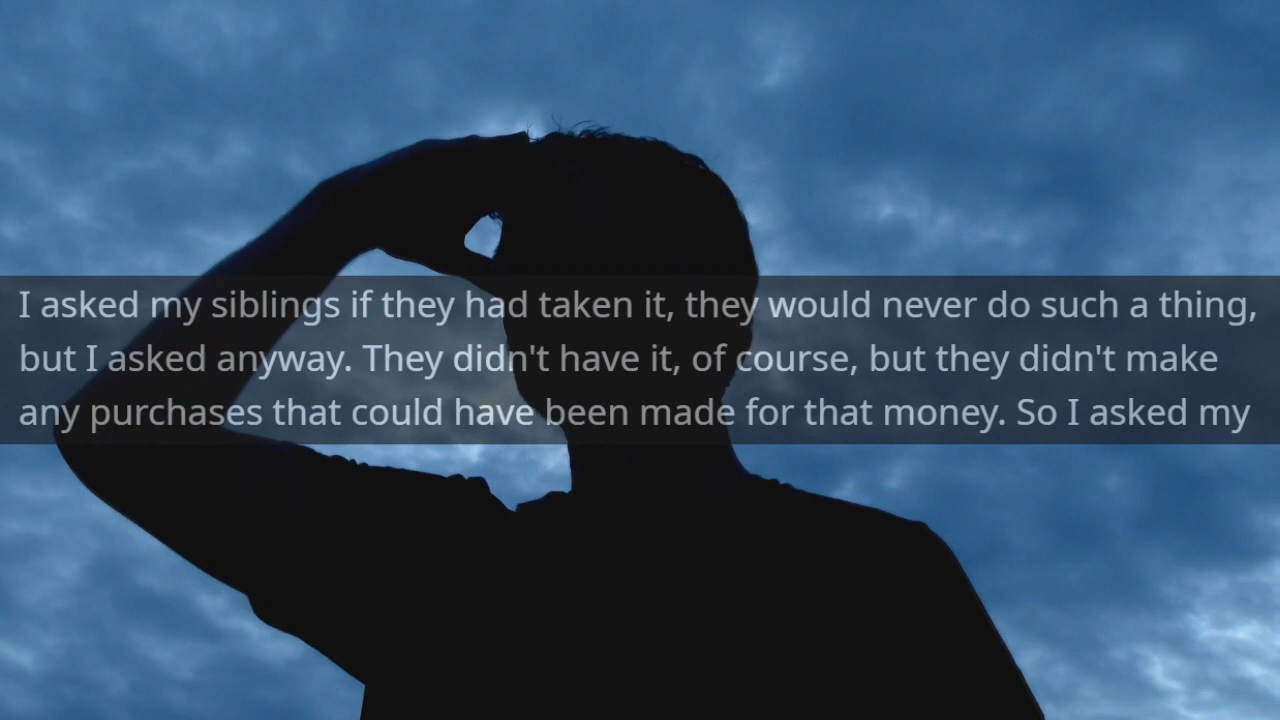 I asked my siblings if they had taken it, they would never do such a thing,
but I asked anyway. They didn't have it, of course, but they didn't make
any purchases that could have been made for that money. So I asked my